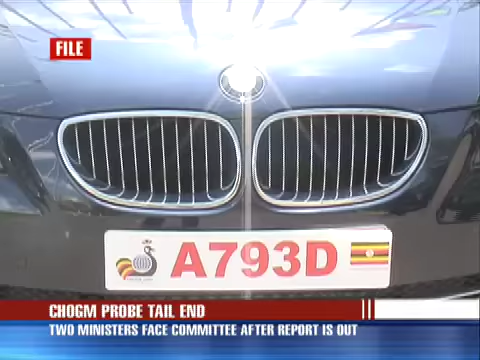 FILE
A793D
CHOGM PROBE TAIL END
TWO MINISTERS FACE COMMITTEE AFTER REPORT IS OUT